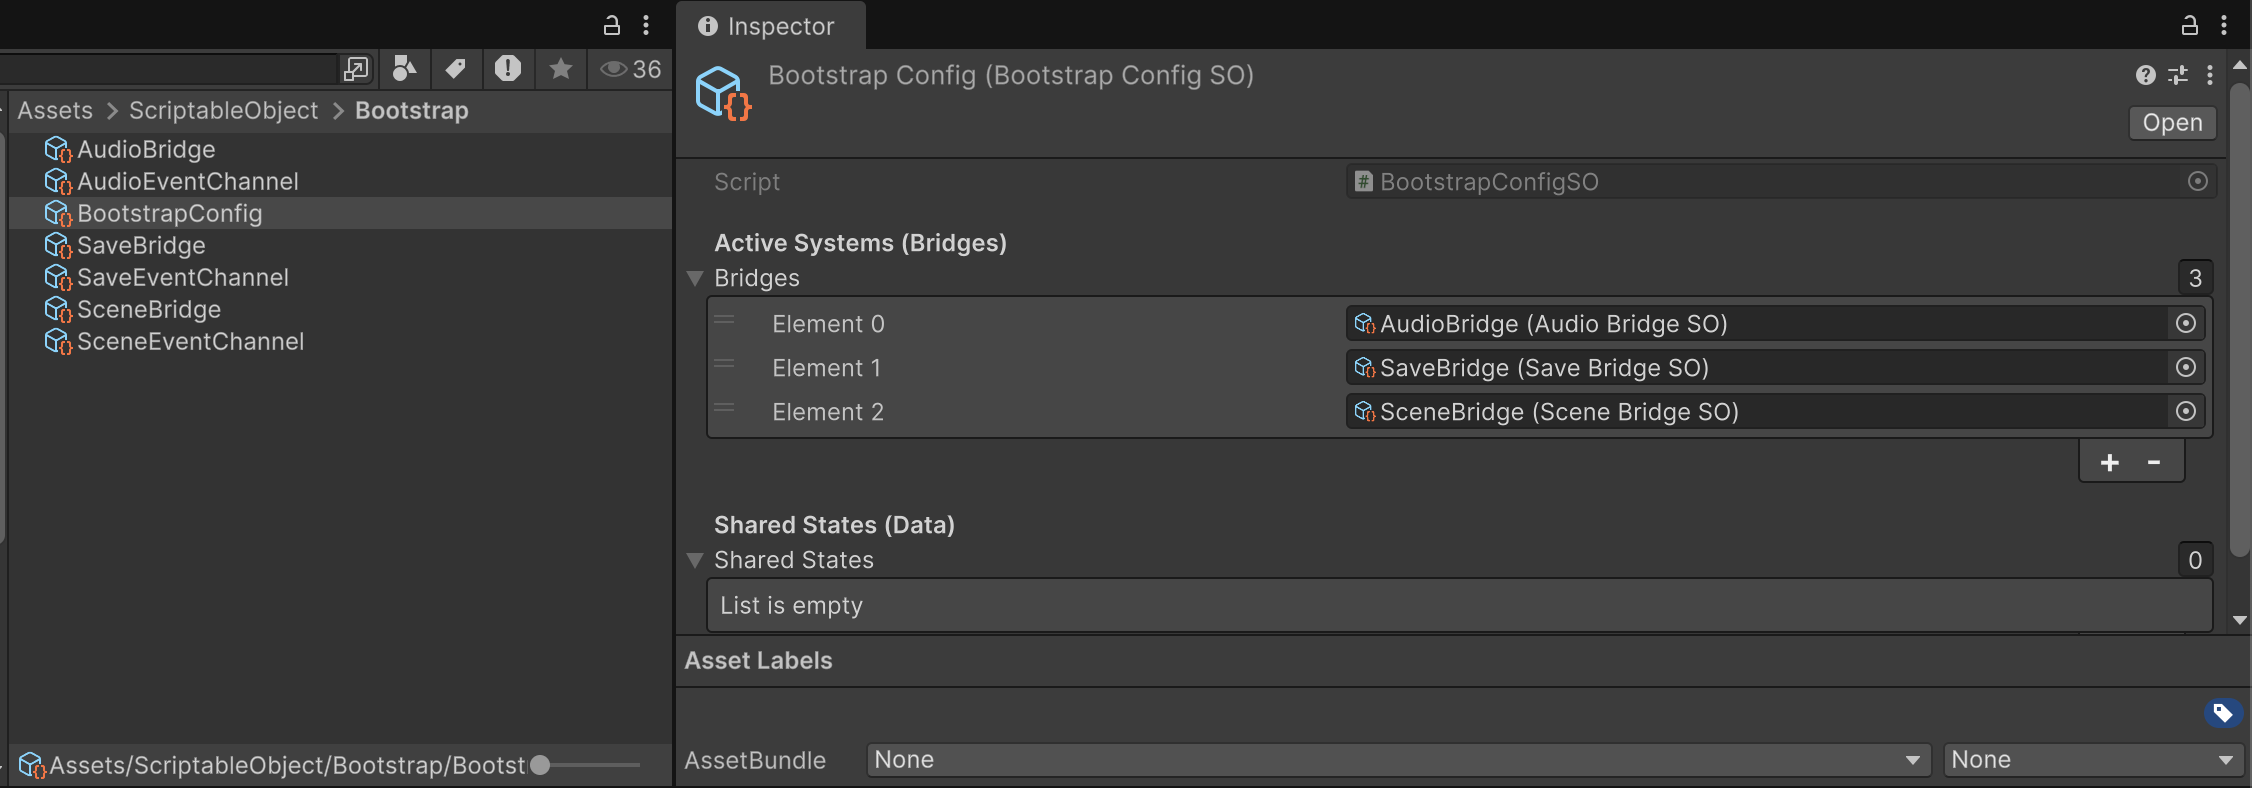 36
Assets > ScriptableObject > Bootstrap
AudioBridge
AudioEventChannel
BootstrapConfig
SaveBridge
SaveEventChannel
SceneBridge
SceneEventChannel
Assets/ScriptableObject/Bootstrap/Bootst
Inspector
Bootstrap Config (Bootstrap Config SO)
Open
Script BootstrapConfigSO
Active Systems (Bridges)
Bridges 3
Element 0 AudioBridge (Audio Bridge SO)
Element 1 SaveBridge (Save Bridge SO)
Element 2 SceneBridge (Scene Bridge SO)
+ -
Shared States (Data)
Shared States 0
List is empty
Asset Labels
AssetBundle None None